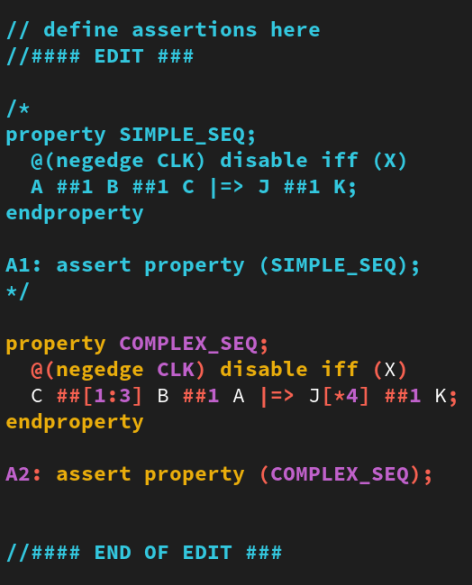 // define assertions here
//#### EDIT ###
/*
property SIMPLE_SEQ;
@(negedge CLK) disable iff (X)
A ##1 B ##1 C |=> J ##1 K;
endproperty
A1: assert property (SIMPLE_SEQ);
*/
property COMPLEX_SEQ;
@(negedge CLK) disable iff (X)
C ##[1:3] B ##1 A |=> J[*4] ##1 K;
endproperty
A2: assert property (COMPLEX_SEQ);
//#### END OF EDIT ###